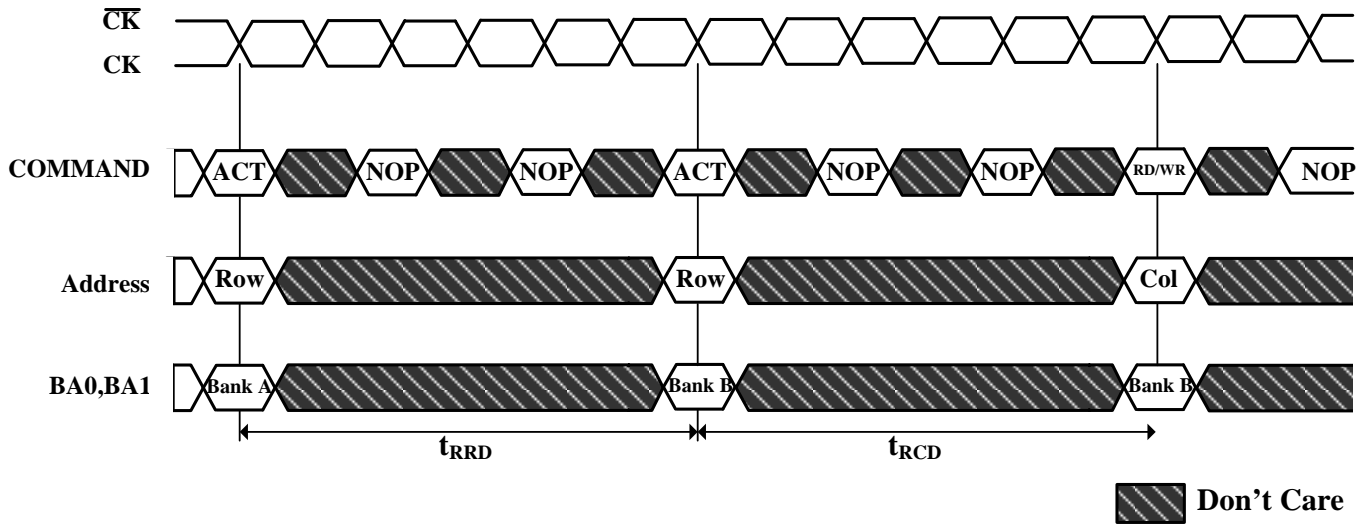 C̅K̅
CK
COMMAND ACT NOP NOP ACT NOP NOP RD/WR NOP
Address Row Row Col
BA0,BA1 Bank A Bank B Bank B
tRRD tRCD
Don't Care